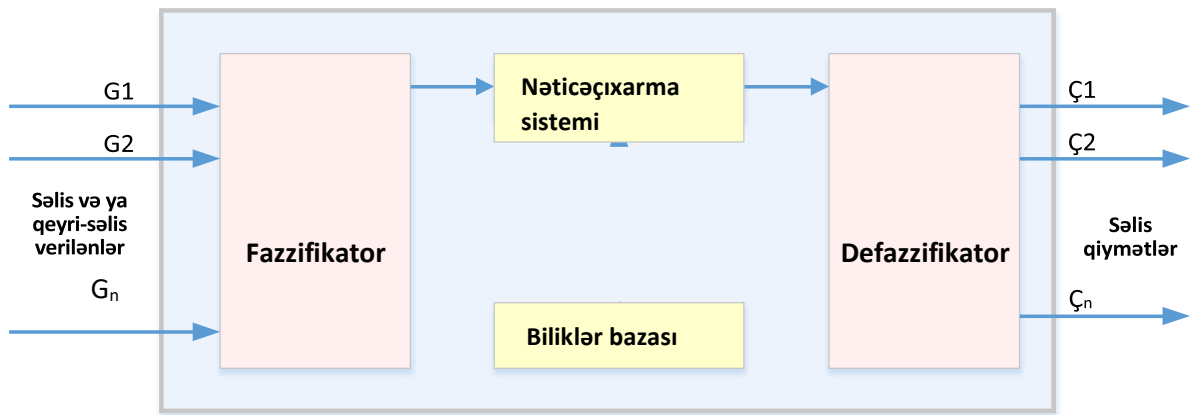 G1
G2
Səlis və ya
qeyri-səlis
verilənlər
Gn
Fazzifikator
Nəticəçıxarma
sistemi
Biliklər bazası
Defazzifikator
Ç1
Ç2
Səlis
qiymətlər
Çn